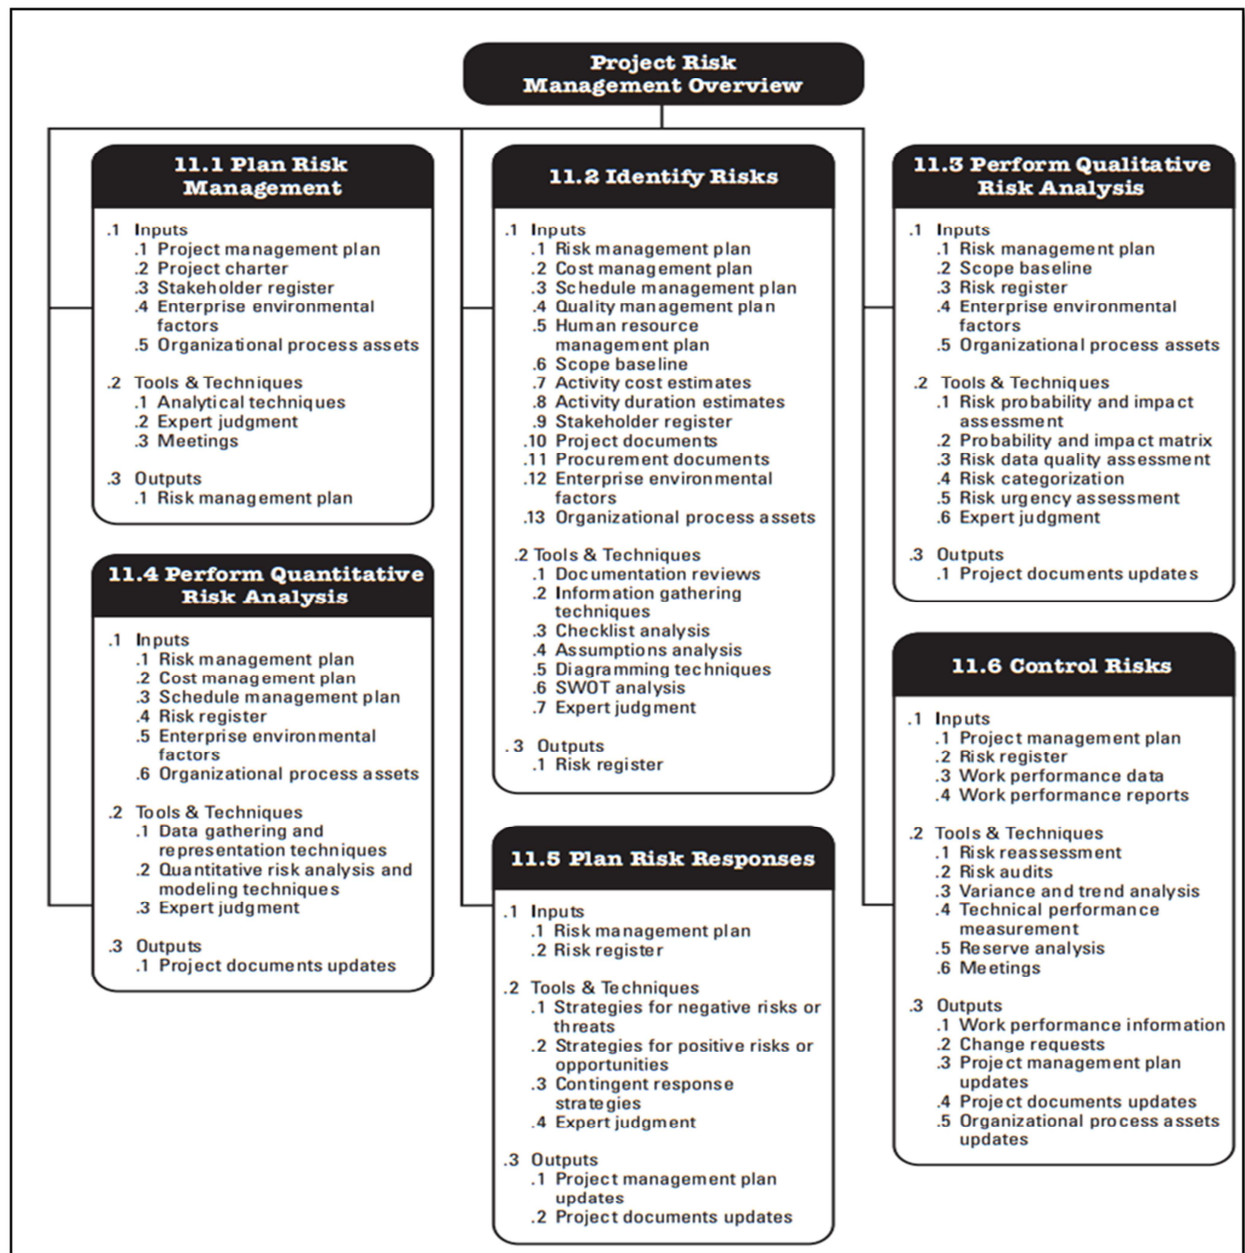 Project Risk
Management Overview
11.1 Plan Risk
Management
.1 Inputs
.1 Project management plan
.2 Project charter
.3 Stakeholder register
.4 Enterprise environmental
factors
.5 Organizational process assets
.2 Tools & Techniques
.1 Analytical techniques
.2 Expert judgment
.3 Meetings
.3 Outputs
.1 Risk management plan
11.2 Identify Risks
.1 Inputs
.1 Risk management plan
.2 Cost management plan
.3 Schedule management plan
.4 Quality management plan
.5 Human resource
management plan
.6 Scope baseline
.7 Activity cost estimates
.8 Activity duration estimates
.9 Stakeholder register
.10 Project documents
.11 Procurement documents
.12 Enterprise environmental
factors
.13 Organizational process assets
.2 Tools & Techniques
.1 Documentation reviews
.2 Information gathering
techniques
.3 Checklist analysis
.4 Assumptions analysis
.5 Diagramming techniques
.6 SWOT analysis
.7 Expert judgment
.3 Outputs
.1 Risk register
11.3 Perform Qualitative
Risk Analysis
.1 Inputs
.1 Risk management plan
.2 Scope baseline
.3 Risk register
.4 Enterprise environmental
factors
.5 Organizational process assets
.2 Tools & Techniques
.1 Risk probability and impact
assessment
.2 Probability and impact matrix
.3 Risk data quality assessment
.4 Risk categorization
.5 Risk urgency assessment
.6 Expert judgment
.3 Outputs
.1 Project documents updates
11.4 Perform Quantitative
Risk Analysis
.1 Inputs
.1 Risk management plan
.2 Cost management plan
.3 Schedule management plan
.4 Risk register
.5 Enterprise environmental
factors
.6 Organizational process assets
.2 Tools & Techniques
.1 Data gathering and
representation techniques
.2 Quantitative risk analysis and
modeling techniques
.3 Expert judgment
.3 Outputs
.1 Project documents updates
11.5 Plan Risk Responses
.1 Inputs
.1 Risk management plan
.2 Risk register
.2 Tools & Techniques
.1 Strategies for negative risks or
threats
.2 Strategies for positive risks or
opportunities
.3 Contingent response
strategies
.4 Expert judgment
.3 Outputs
.1 Project management plan
updates
.2 Project documents updates
11.6 Control Risks
.1 Inputs
.1 Project management plan
.2 Risk register
.3 Work performance data
.4 Work performance reports
.2 Tools & Techniques
.1 Risk reassessment
.2 Risk audits
.3 Variance and trend analysis
.4 Technical performance
measurement
.5 Reserve analysis
.6 Meetings
.3 Outputs
.1 Work performance information
.2 Change requests
.3 Project management plan
updates
.4 Project documents updates
.5 Organizational process assets
updates